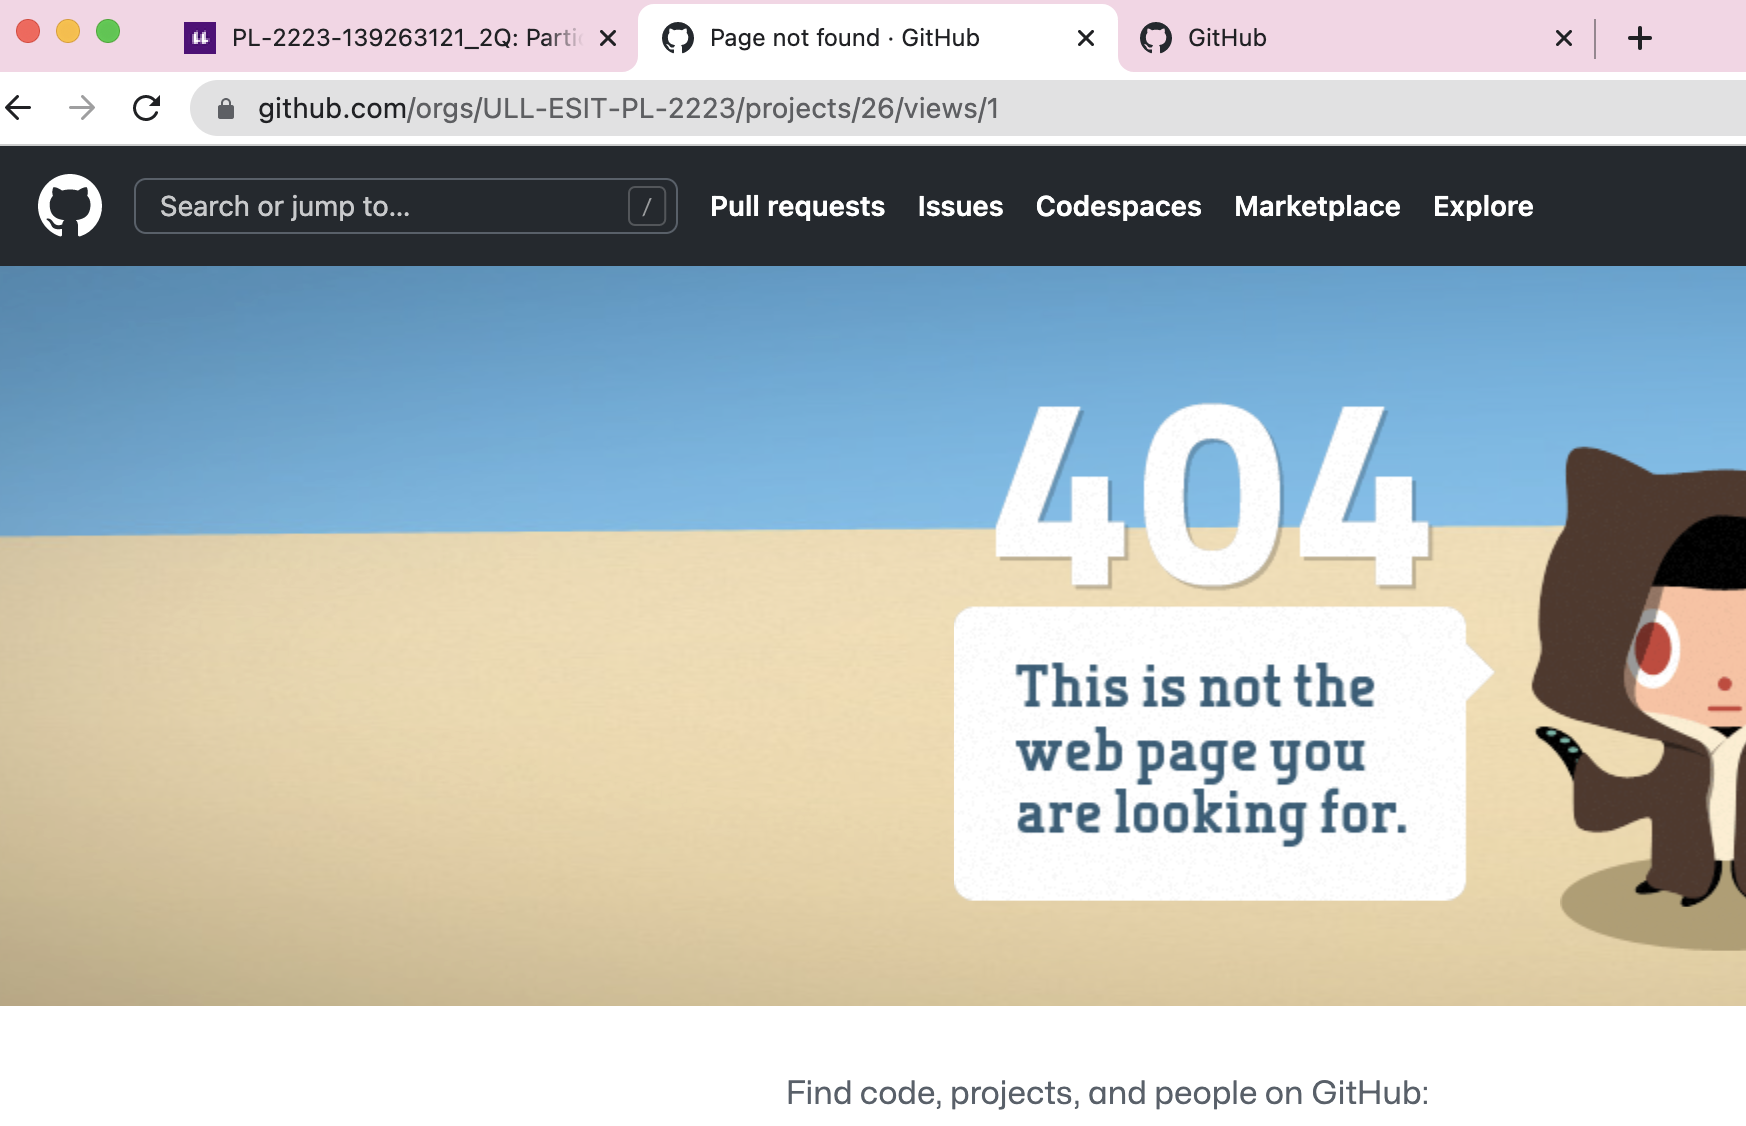 PL-2223-139263121_2Q: Parti
Page not found · GitHub
GitHub
github.com/orgs/ULL-ESIT-PL-2223/projects/26/views/1
Search or jump to...
/
Pull requests
Issues
Codespaces
Marketplace
Explore
404
This is not the
web page you
are looking for.
Find code, projects, and people on GitHub: